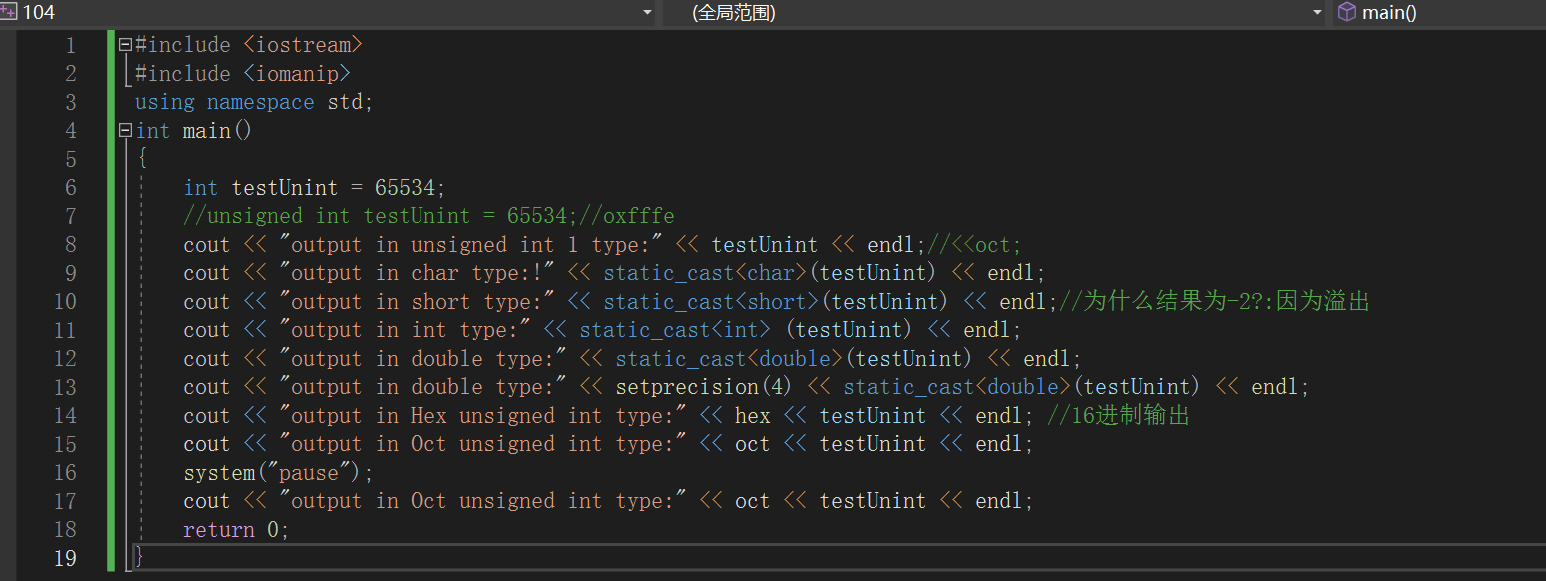 104 (全局范围) main()
1 #include <iostream>
2 #include <iomanip>
3 using namespace std;
4 int main()
5 {
6 int testUnint = 65534;
7 //unsigned int testUnint = 65534;//oxfffe
8 cout << "output in unsigned int 1 type:" << testUnint << endl;//<<oct;
9 cout << "output in char type:!" << static_cast<char>(testUnint) << endl;
10 cout << "output in short type:" << static_cast<short>(testUnint) << endl;//为什么结果为-2?:因为溢出
11 cout << "output in int type:" << static_cast<int> (testUnint) << endl;
12 cout << "output in double type:" << static_cast<double>(testUnint) << endl;
13 cout << "output in double type:" << setprecision(4) << static_cast<double>(testUnint) << endl;
14 cout << "output in Hex unsigned int type:" << hex << testUnint << endl; //16进制输出
15 cout << "output in Oct unsigned int type:" << oct << testUnint << endl;
16 system("pause");
17 cout << "output in Oct unsigned int type:" << oct << testUnint << endl;
18 return 0;
19 }